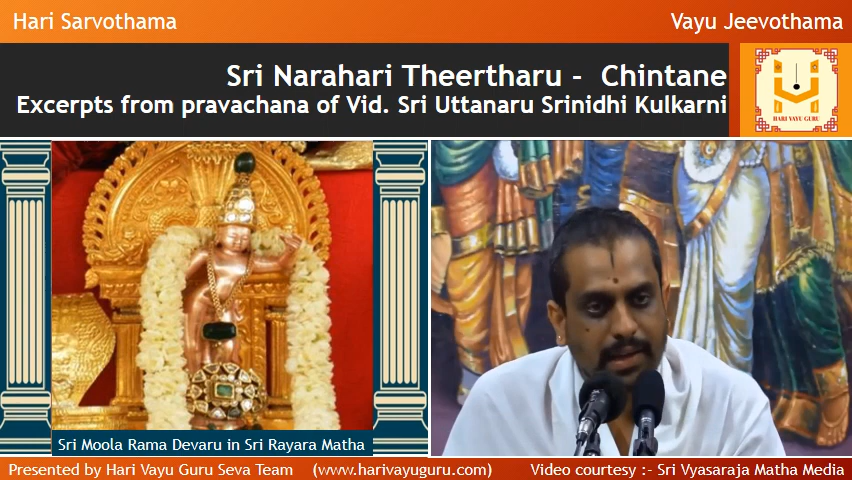 Hari Sarvothama
Vayu Jeevothama
Sri Narahari Theertharu - Chintane
Excerpts from pravachana of Vid. Sri Uttanaru Srinidhi Kulkarni
HARI VAYU GURU
Sri Moola Rama Devaru in Sri Rayara Matha
Presented by Hari Vayu Guru Seva Team (www.harivayuguru.com)
Video courtesy :- Sri Vyasaraja Matha Media